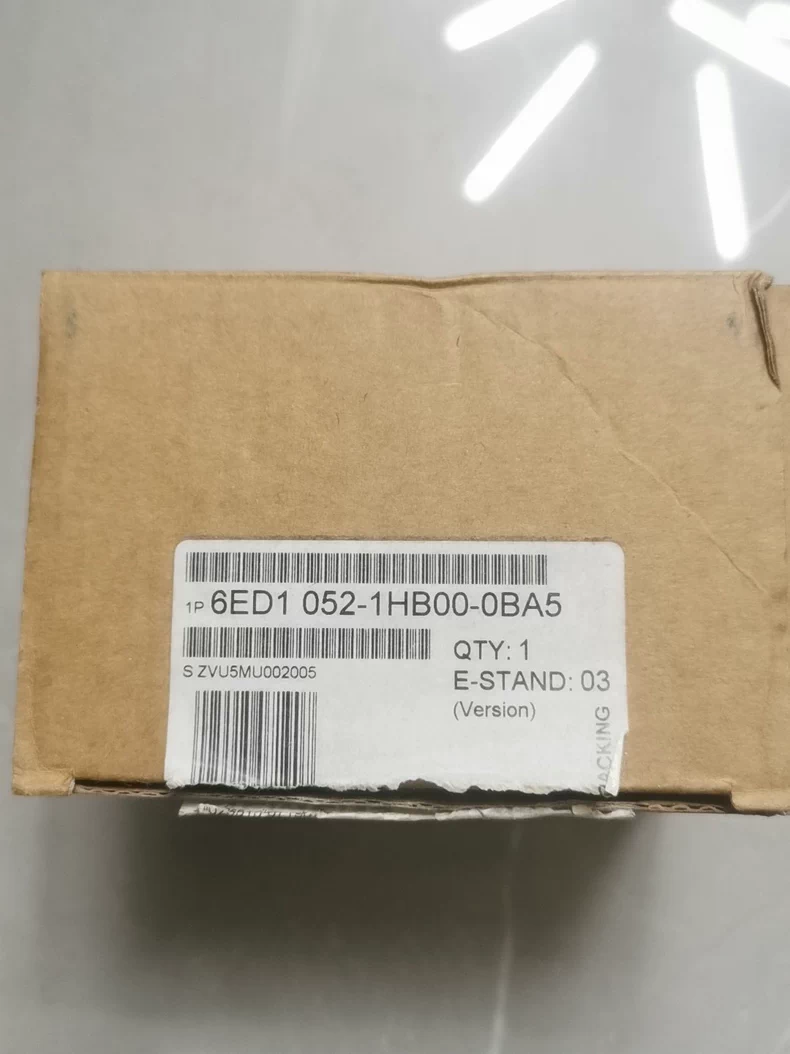 1P 6ED1 052-1HB00-0BA5
S ZVU5MU002005
QTY: 1
E-STAND: 03
(Version)
PACKING